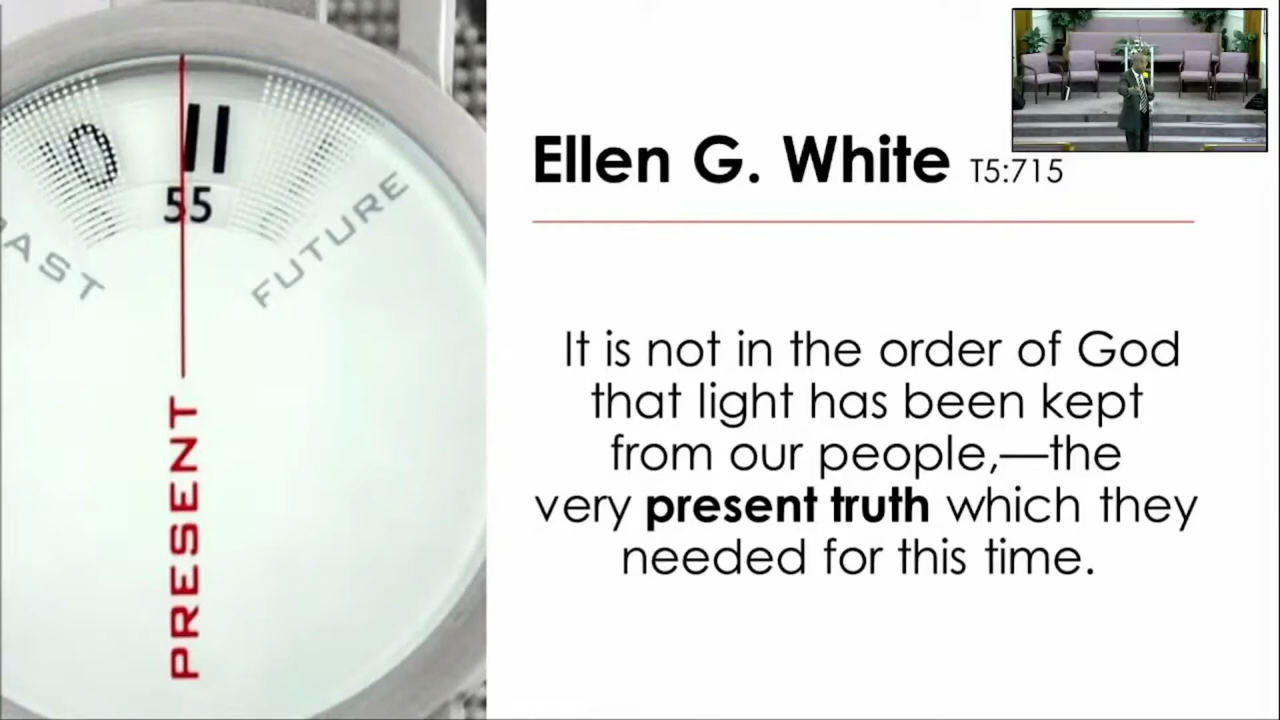 10
11
55
PAST
FUTURE
PRESENT
Ellen G. White T5:715
It is not in the order of God
that light has been kept
from our people,—the
very present truth which they
needed for this time.